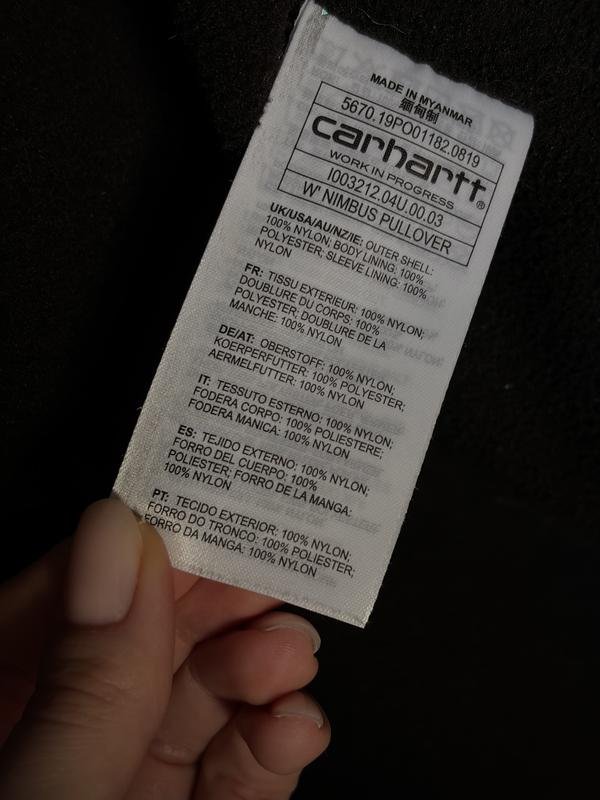 MADE IN MYANMAR
缅甸制
5670.19PO01182.0819
carhartt®
WORK IN PROGRESS
I003212.04U.00.03
W' NIMBUS PULLOVER
UK/USA/AU/NZ/IE: OUTER SHELL:
100% NYLON; BODY LINING: 100%
POLYESTER; SLEEVE LINING: 100%
NYLON
FR: TISSU EXTERIEUR: 100% NYLON;
DOUBLURE DU CORPS: 100%
POLYESTER; DOUBLURE DE LA
MANCHE: 100% NYLON
DE/AT: OBERSTOFF: 100% NYLON;
KOERPERFUTTER: 100% POLYESTER;
AERMELFUTTER: 100% NYLON
IT: TESSUTO ESTERNO: 100% NYLON;
FODERA CORPO: 100% POLIESTERE;
FODERA MANICA: 100% NYLON
ES: TEJIDO EXTERNO: 100% NYLON;
FORRO DEL CUERPO: 100%
POLIESTER; FORRO DE LA MANGA:
100% NYLON
PT: TECIDO EXTERIOR: 100% NYLON;
FORRO DO TRONCO: 100% POLIESTER;
FORRO DA MANGA: 100% NYLON